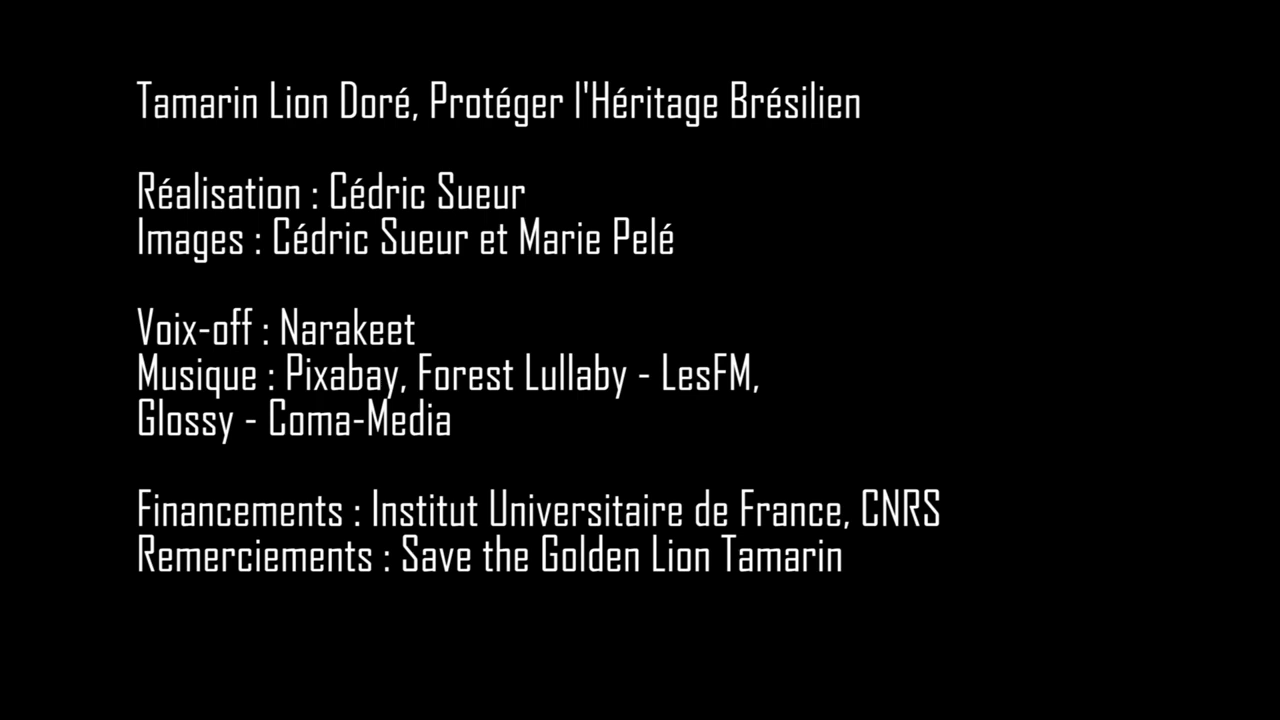 Tamarin Lion Doré, Protéger l'Héritage Brésilien
Réalisation : Cédric Sueur
Images : Cédric Sueur et Marie Pelé
Voix-off : Narakeet
Musique : Pixabay, Forest Lullaby - LesFM,
Glossy - Coma-Media
Financements : Institut Universitaire de France, CNRS
Remerciements : Save the Golden Lion Tamarin